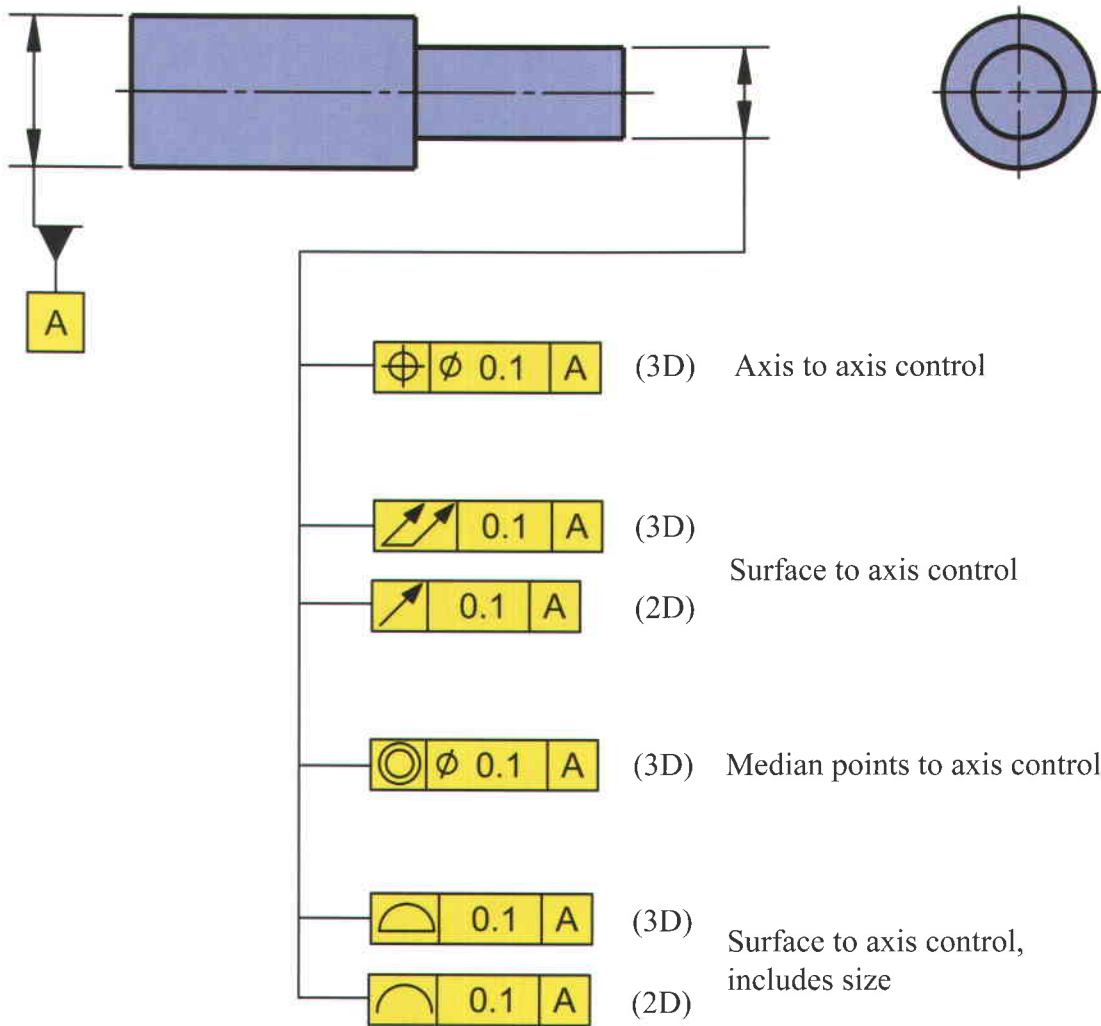 A
⌖ ⌀ 0.1 A (3D) Axis to axis control
⌰ 0.1 A (3D)
Surface to axis control
↗ 0.1 A (2D)
◎ ⌀ 0.1 A (3D) Median points to axis control
⌓ 0.1 A (3D)
Surface to axis control,
includes size
⌒ 0.1 A (2D)